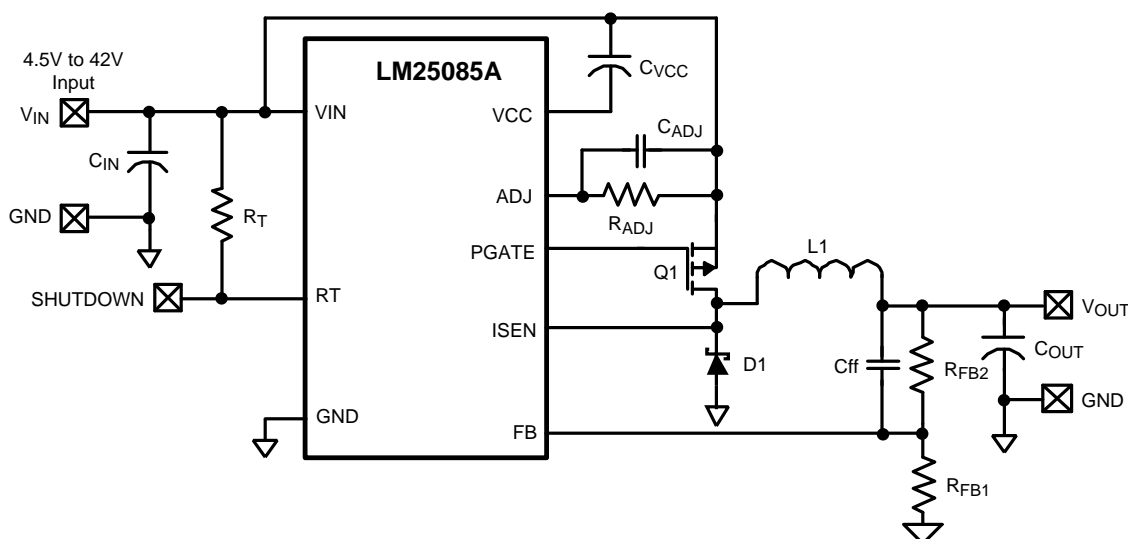 4.5V to 42V
Input
VIN
GND
SHUTDOWN
CIN
RT
LM25085A
VIN
RT
GND
VCC
ADJ
PGATE
ISEN
FB
CVCC
CADJ
RADJ
Q1
L1
D1
Cff
RFB2
RFB1
COUT
VOUT
GND